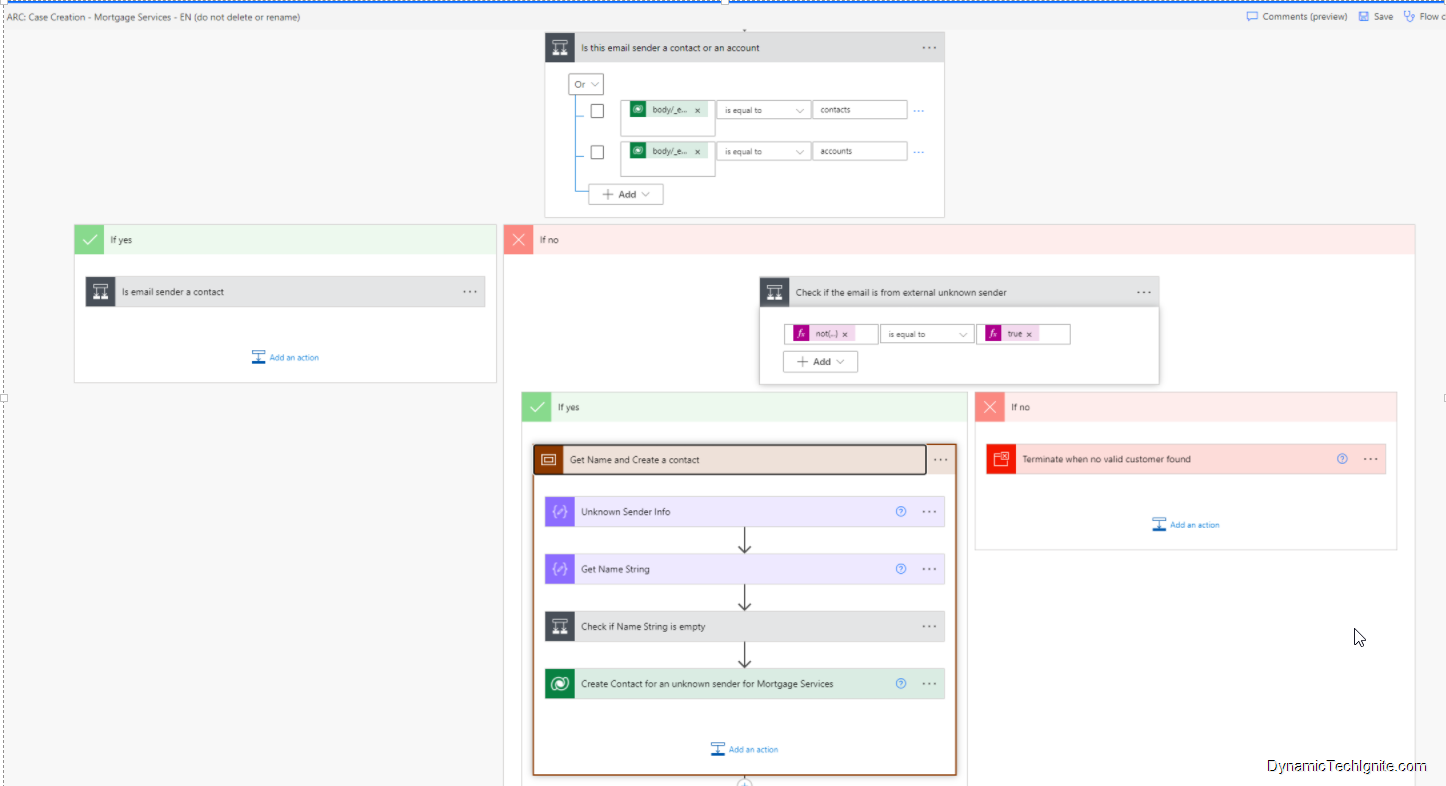 ARC: Case Creation - Mortgage Services - EN (do not delete or rename)
Comments (preview) Save Flow c
Is this email sender a contact or an account ...
Or
body/_e... x is equal to contacts ...
body/_e... x is equal to accounts ...
+ Add
If yes
If no
Is email sender a contact ...
Add an action
Check if the email is from external unknown sender ...
fx not(...) x is equal to fx true x
+ Add
If yes
If no
Get Name and Create a contact ...
Terminate when no valid customer found ? ...
Add an action
{/} Unknown Sender Info ? ...
{/} Get Name String ? ...
Check if Name String is empty ...
Create Contact for an unknown sender for Mortgage Services ? ...
Add an action
DynamicTechIgnite.com